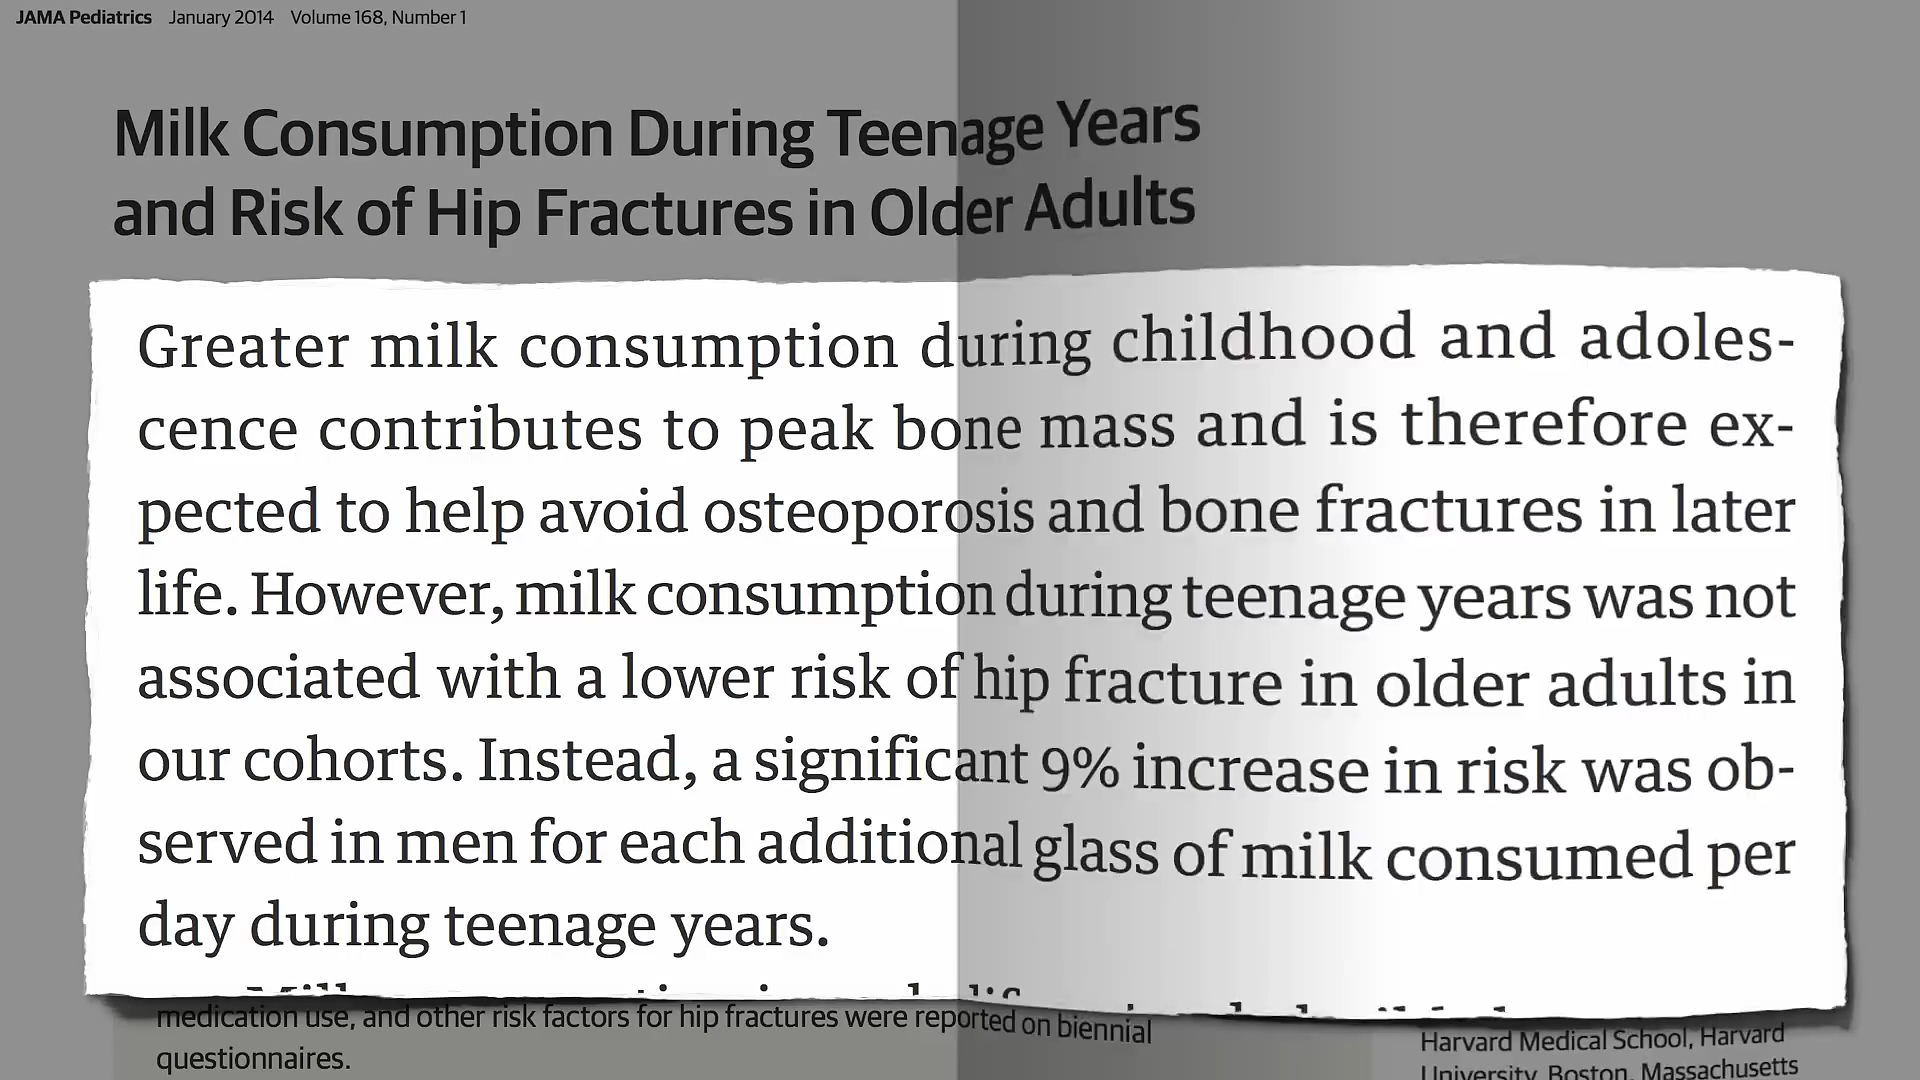 JAMA Pediatrics January 2014 Volume 168, Number 1
Milk Consumption During Teenage Years
and Risk of Hip Fractures in Older Adults
Greater milk consumption during childhood and adoles-
cence contributes to peak bone mass and is therefore ex-
pected to help avoid osteoporosis and bone fractures in later
life. However, milk consumption during teenage years was not
associated with a lower risk of hip fracture in older adults in
our cohorts. Instead, a significant 9% increase in risk was ob-
served in men for each additional glass of milk consumed per
day during teenage years.
medication use, and other risk factors for hip fractures were reported on biennial
questionnaires.
Harvard Medical School, Harvard
University, Boston, Massachusetts